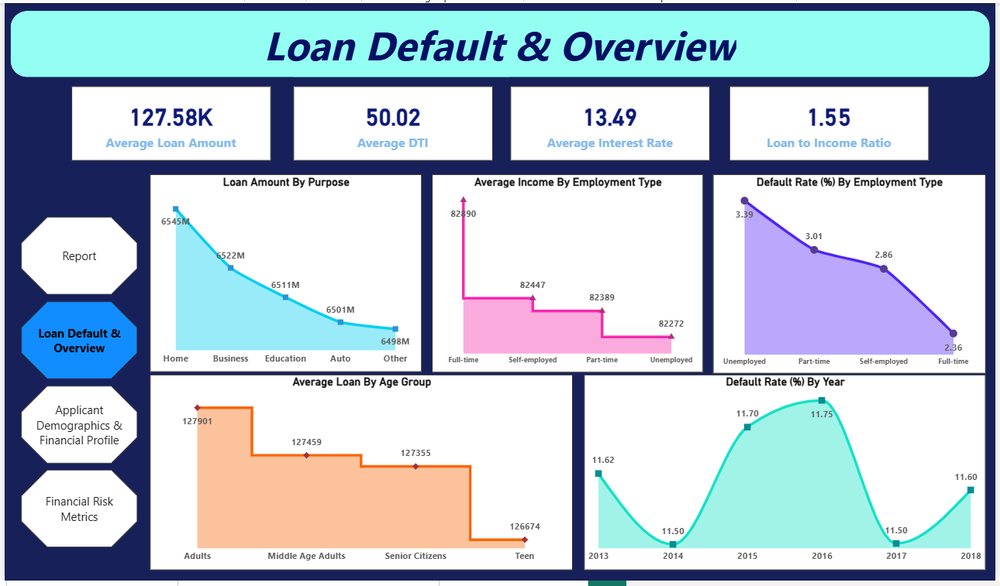 Loan Default & Overview
127.58K
Average Loan Amount
50.02
Average DTI
13.49
Average Interest Rate
1.55
Loan to Income Ratio
Report
Loan Default &
Overview
Applicant
Demographics &
Financial Profile
Financial Risk
Metrics
Loan Amount By Purpose
6545M
6522M
6511M
6501M
6498M
Home
Business
Education
Auto
Other
Average Income By Employment Type
82890
82447
82389
82272
Full-time
Self-employed
Part-time
Unemployed
Default Rate (%) By Employment Type
3.39
3.01
2.86
2.36
Unemployed
Part-time
Self-employed
Full-time
Average Loan By Age Group
127901
127459
127355
126674
Adults
Middle Age Adults
Senior Citizens
Teen
Default Rate (%) By Year
11.62
11.50
11.70
11.75
11.50
11.60
2013
2014
2015
2016
2017
2018